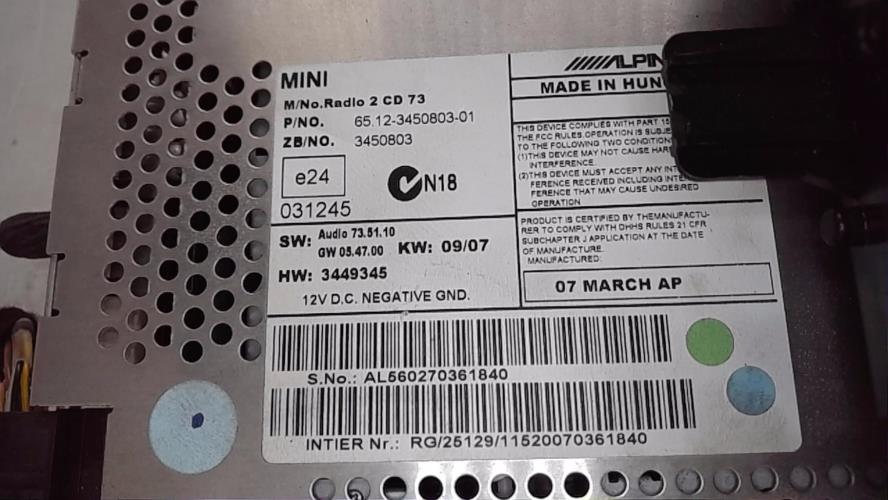 MINI
M/No.Radio 2 CD 73
P/NO. 65.12-3450803-01
ZB/NO. 3450803
e24
N18
031245
SW: Audio 73.51.10
GW 05.47.00
KW: 09/07
HW: 3449345
12V D.C. NEGATIVE GND.
ALPIN
MADE IN HUN
THIS DEVICE COMPLIES WITH PART 15
THE FCC RULES.OPERATION IS SUBJE
TO THE FOLLOWING TWO CONDITION
(1)THIS DEVICE MAY NOT CAUSE HAR
INTERFERENCE.
(2)THIS DEVICE MUST ACCEPT ANY INT
FERENCE RECEIVED INCLUDING INTE
FERENCE THAT MAY CAUSE UNDESIRED
OPERATION
PRODUCT IS CERTIFIED BY THEMANUFACTU-
RER TO COMPLY WITH DHHS RULES 21 CFR
SUBCHAPTER J APPLICATION AT THE DATE
OF MANUFACTURE.
MANUFACTURED:
07 MARCH AP
S.No.: AL560270361840
INTIER Nr.: RG/25129/11520070361840